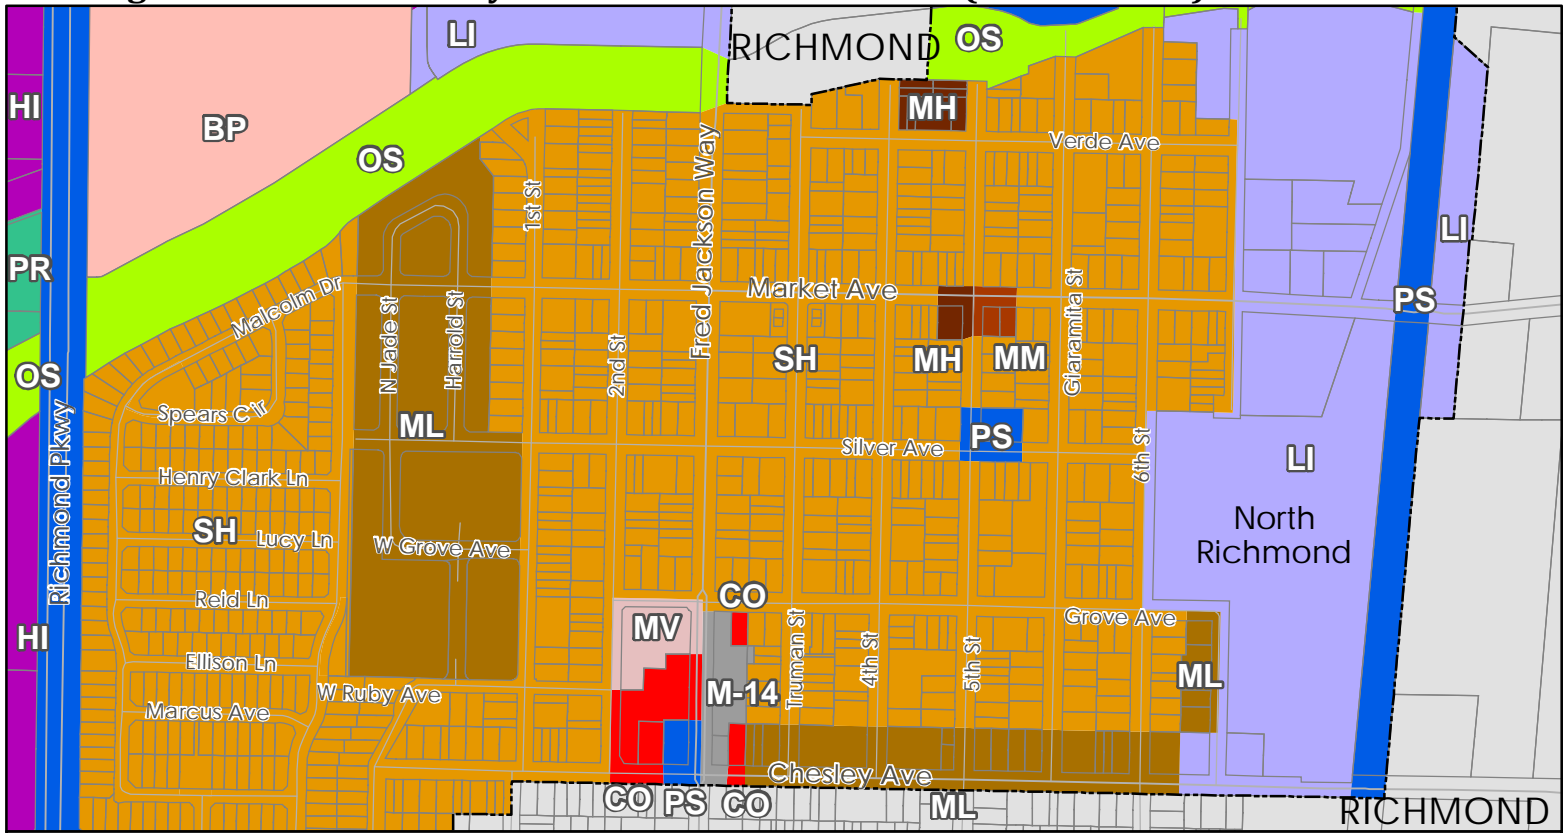 LI
RICHMOND
OS
HI
BP
MH
OS
Verde Ave
Fred Jackson Way
1st St
LI
PR
Malcolm Dr
Market Ave
PS
N Jade St
Harrold St
Giaramita St
2nd St
SH
MH
MM
OS
Spears Cir
ML
Silver Ave
PS
6th St
LI
Richmond Pkwy
Henry Clark Ln
North
Richmond
SH
Lucy Ln
W Grove Ave
Reid Ln
CO
Grove Ave
MV
HI
Truman St
4th St
5th St
Ellison Ln
ML
W Ruby Ave
M-14
Marcus Ave
Chesley Ave
CO
PS
CO
ML
RICHMOND